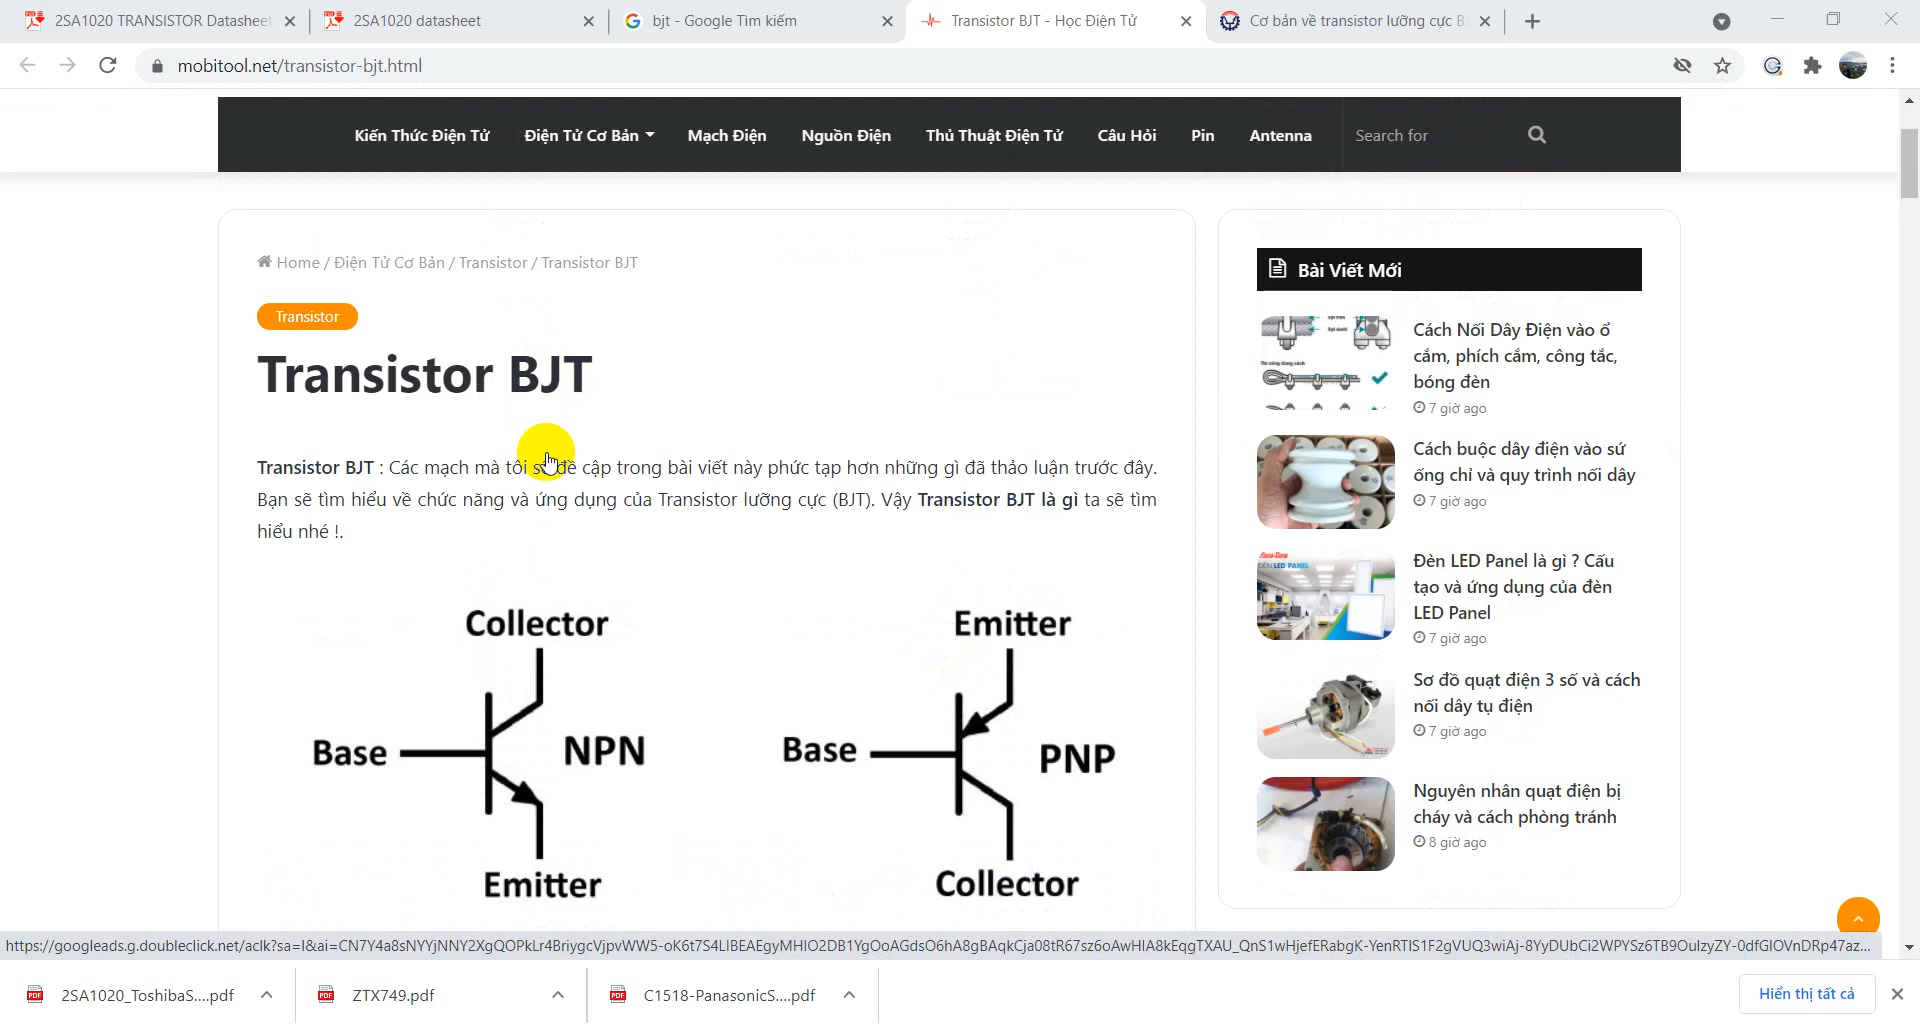 2SA1020 TRANSISTOR Datasheet
2SA1020 datasheet
bjt - Google Tìm kiếm
Transistor BJT - Học Điện Tử
Cơ bản về transistor lưỡng cực B
mobitool.net/transistor-bjt.html
Kiến Thức Điện Tử
Điện Tử Cơ Bản
Mạch Điện
Nguồn Điện
Thủ Thuật Điện Tử
Câu Hỏi
Pin
Antenna
Search for
Home / Điện Tử Cơ Bản / Transistor / Transistor BJT
Transistor
Transistor BJT
Transistor BJT : Các mạch mà tôi sẽ đề cập trong bài viết này phức tạp hơn những gì đã thảo luận trước đây.
Bạn sẽ tìm hiểu về chức năng và ứng dụng của Transistor lưỡng cực (BJT). Vậy Transistor BJT là gì ta sẽ tìm
hiểu nhé !.
Collector
Base
NPN
Emitter
Emitter
Base
PNP
Collector
Bài Viết Mới
Cách Nối Dây Điện vào ổ
cắm, phích cắm, công tắc,
bóng đèn
7 giờ ago
Cách buộc dây điện vào sứ
ống chỉ và quy trình nối dây
7 giờ ago
LED PANEL
Đèn LED Panel là gì ? Cấu
tạo và ứng dụng của đèn
LED Panel
7 giờ ago
Sơ đồ quạt điện 3 số và cách
nối dây tụ điện
7 giờ ago
Nguyên nhân quạt điện bị
cháy và cách phòng tránh
8 giờ ago
2SA1020_ToshibaS....pdf
ZTX749.pdf
C1518-PanasonicS....pdf
Hiển thị tất cả